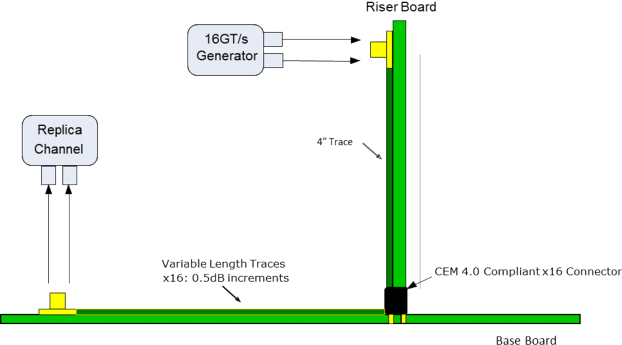 Riser Board
16GT/s
Generator
Replica
Channel
4” Trace
Variable Length Traces
x16: 0.5dB increments
CEM 4.0 Compliant x16 Connector
Base Board